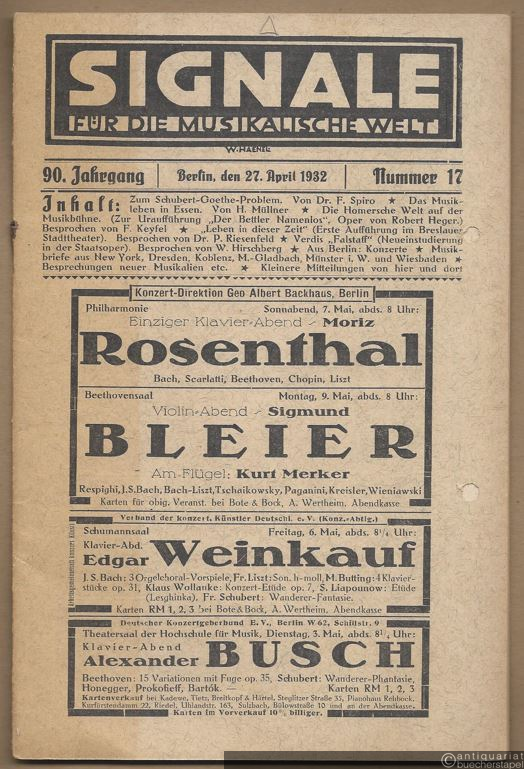 SIGNALE
FÜR DIE MUSIKALISCHE WELT
W. HAENEL
90. Jahrgang Berlin, den 27. April 1932 Nummer 17
Inhalt: Zum Schubert-Goethe-Problem. Von Dr. F. Spiro ★ Das Musik-
leben in Essen. Von H. Müllner ★ Die Homersche Welt auf der
Musikbühne. (Zur Uraufführung „Der Bettler Namenlos“, Oper von Robert Heger.)
Besprochen von F. Keyfel ★ „Leben in dieser Zeit“ (Erste Aufführung im Breslauer
Stadttheater). Besprochen von Dr. P. Riesenfeld ★ Verdis „Falstaff“ (Neueinstudierung
in der Staatsoper). Besprochen von W. Hirschberg ★ Aus Berlin: Konzerte ★ Musik-
briefe aus New York, Dresden, Koblenz, M.-Gladbach, Münster i. W. und Wiesbaden ★
Besprechungen neuer Musikalien etc. ★ Kleinere Mitteilungen von hier und dort
Konzert-Direktion Geo Albert Backhaus, Berlin
Philharmonie Sonnabend, 7. Mai, abds. 8 Uhr:
Einziger Klavier-Abend - Moriz
Rosenthal
Bach, Scarlatti, Beethoven, Chopin, Liszt
Beethovensaal Montag, 9. Mai, abds. 8 Uhr:
Violin-Abend - Sigmund
BLEIER
Am Flügel: Kurt Merker
Respighi, J. S. Bach, Bach-Liszt, Tschaikowsky, Paganini, Kreisler, Wieniawski
Karten für obig. Veranst. bei Bote & Bock, A. Wertheim, Abendkasse
Verband der konzert. Künstler Deutschl. e. V. (Konz.-Abtlg.)
Schumannsaal Freitag, 6. Mai, abds. 8¼ Uhr:
Klavier-Abd.
Edgar Weinkauf
J. S. Bach: 3 Orgelchoral-Vorspiele, Fr. Liszt: Son. h-moll, M. Butting: 4 Klavier-
stücke op. 31, Klaus Wollanke: Konzert-Etüde op. 7, S. Liapounow: Etüde
(Lesghinka), Fr. Schubert: Wanderer-Fantasie.
Karten RM 1, 2, 3 bei Bote & Bock, A. Wertheim, Abendkasse
Deutscher Konzertgeberbund E. V., Berlin W 62, Schillstr. 9
Theatersaal der Hochschule für Musik, Dienstag, 3. Mai, abds. 8¼ Uhr:
Klavier-Abend
Alexander BUSCH
Beethoven: 15 Variationen mit Fuge op. 35, Schubert: Wanderer-Phantasie,
Honegger, Prokofieff, Bartók. — Karten RM 1, 2, 3
Kartenverkauf bei Kadewe, Tietz, Breitkopf & Härtel, Steglitzer Straße 35, Pianohaus Rehbock,
Kurfürstendamm 22, Riedel, Uhlandstr. 163, Sulzbach, Bülowstraße 10 und an der Abendkasse.
Karten im Vorverkauf 10% billiger.
antiquariat
buecherstapel